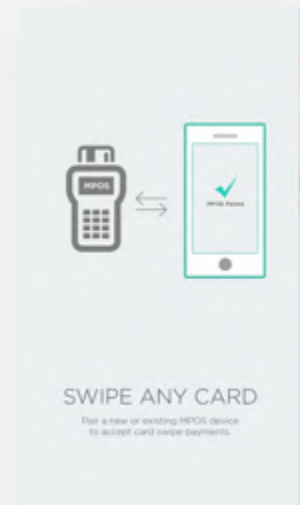 MPOS
MPOS Paired
SWIPE ANY CARD
Pair a new or existing MPOS device
to accept card swipe payments.